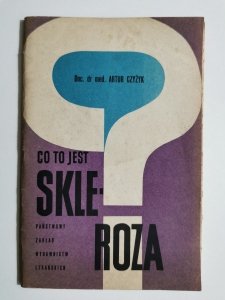 Doc. dr med. ARTUR CZYŻYK
CO TO JEST
SKLE-
ROZA
PAŃSTWOWY
ZAKŁAD
WYDAWNICTW
LEKARSKICH